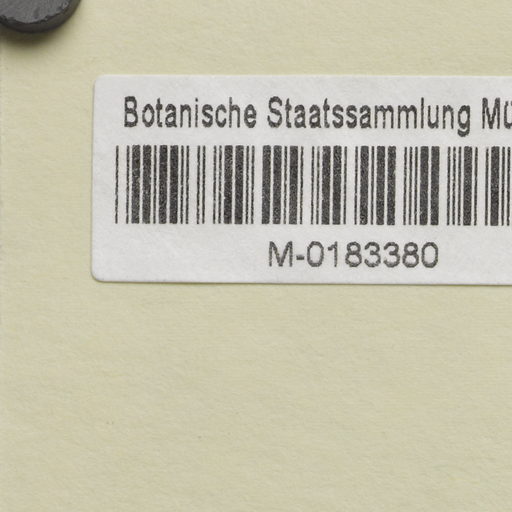 Botanische Staatssammlung Mü
M-0183380